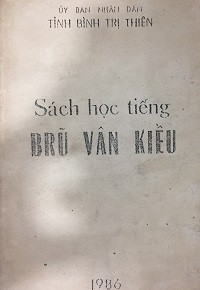 ỦY BAN NHÂN DÂN
TỈNH BÌNH TRỊ THIÊN
Sách học tiếng
BRŨ VÂN KIỀU
1986